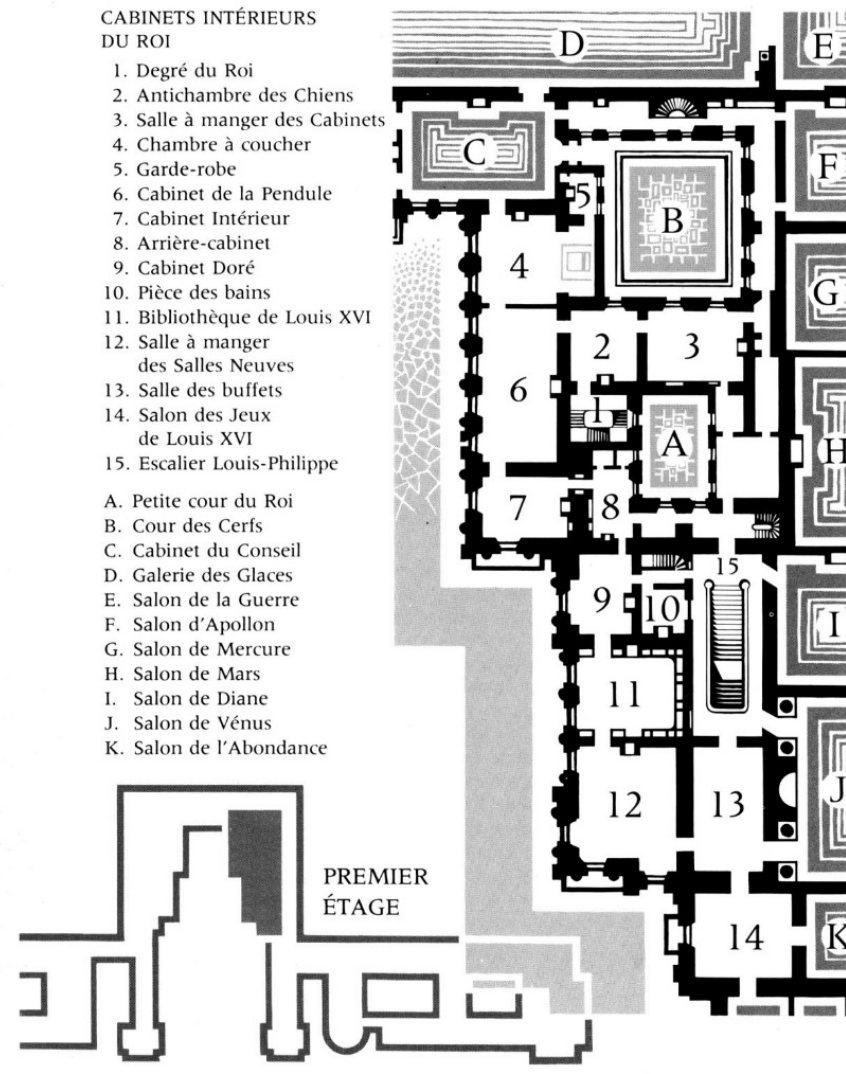 CABINETS INTÉRIEURS
DU ROI
1. Degré du Roi
2. Antichambre des Chiens
3. Salle à manger des Cabinets
4. Chambre à coucher
5. Garde-robe
6. Cabinet de la Pendule
7. Cabinet Intérieur
8. Arrière-cabinet
9. Cabinet Doré
10. Pièce des bains
11. Bibliothèque de Louis XVI
12. Salle à manger
des Salles Neuves
13. Salle des buffets
14. Salon des Jeux
de Louis XVI
15. Escalier Louis-Philippe
A. Petite cour du Roi
B. Cour des Cerfs
C. Cabinet du Conseil
D. Galerie des Glaces
E. Salon de la Guerre
F. Salon d'Apollon
G. Salon de Mercure
H. Salon de Mars
I. Salon de Diane
J. Salon de Vénus
K. Salon de l'Abondance
PREMIER
ÉTAGE
D
E
C
F
5
B
4
G
2
3
6
1
A
H
7
8
15
9
10
I
11
12
13
J
14
K